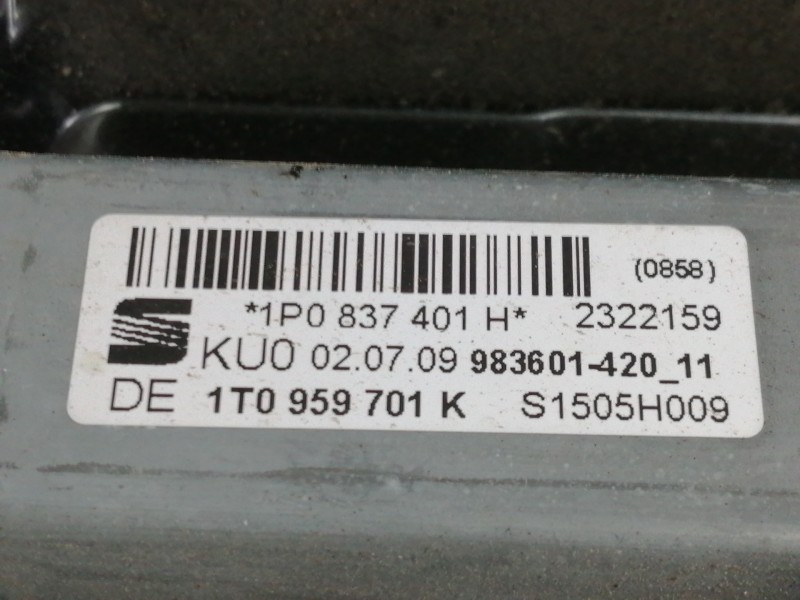 (0858)
*1P0 837 401 H* 2322159
KU0 02.07.09 983601-420_11
DE 1T0 959 701 K S1505H009